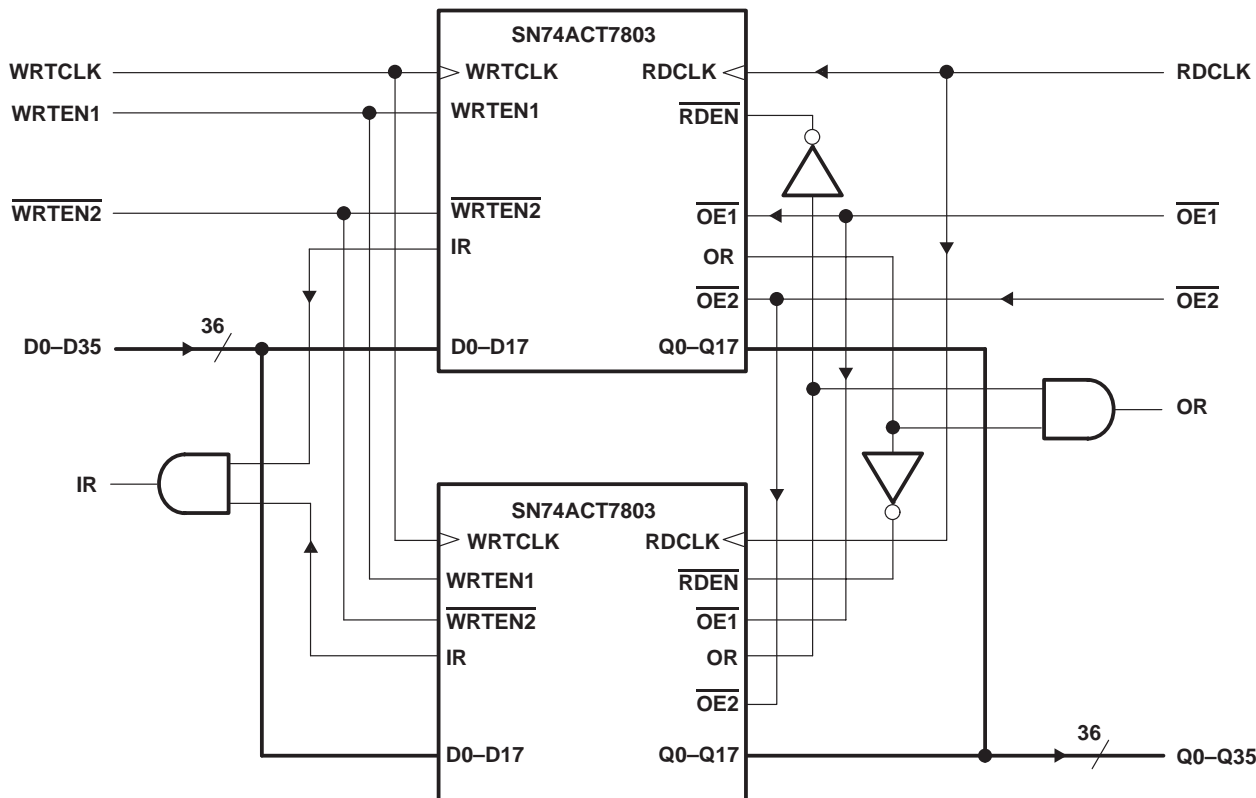 SN74ACT7803
WRTCLK
WRTCLK
RDCLK
RDCLK
WRTEN1
WRTEN1
RDEN
WRTEN2
WRTEN2
OE1
OE1
IR
OR
OE2
OE2
36
D0–D35
D0–D17
Q0–Q17
OR
IR
SN74ACT7803
WRTCLK
RDCLK
WRTEN1
RDEN
WRTEN2
OE1
IR
OR
OE2
36
D0–D17
Q0–Q17
Q0–Q35